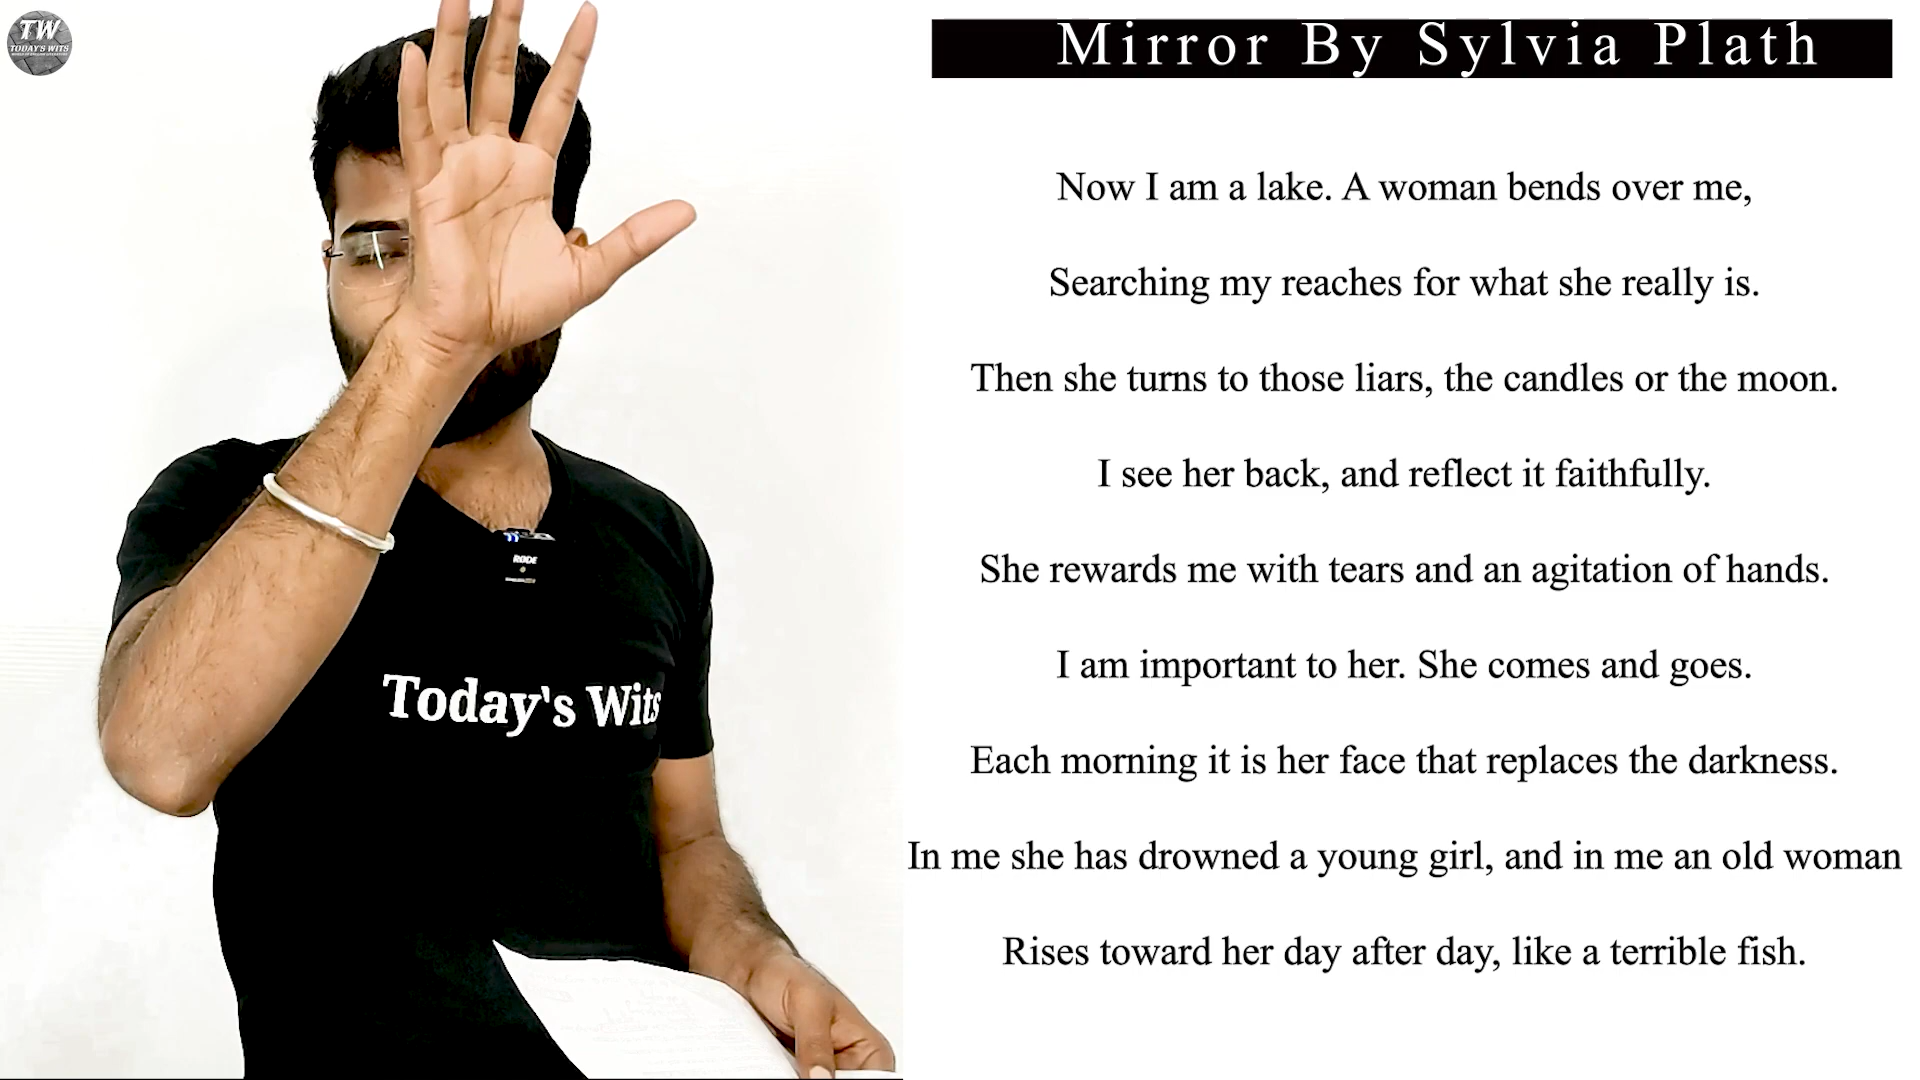 TW
TODAY'S WITS
Mirror By Sylvia Plath
Now I am a lake. A woman bends over me,
Searching my reaches for what she really is.
Then she turns to those liars, the candles or the moon.
I see her back, and reflect it faithfully.
She rewards me with tears and an agitation of hands.
I am important to her. She comes and goes.
Each morning it is her face that replaces the darkness.
In me she has drowned a young girl, and in me an old woman
Rises toward her day after day, like a terrible fish.
RØDE
Today's Wits